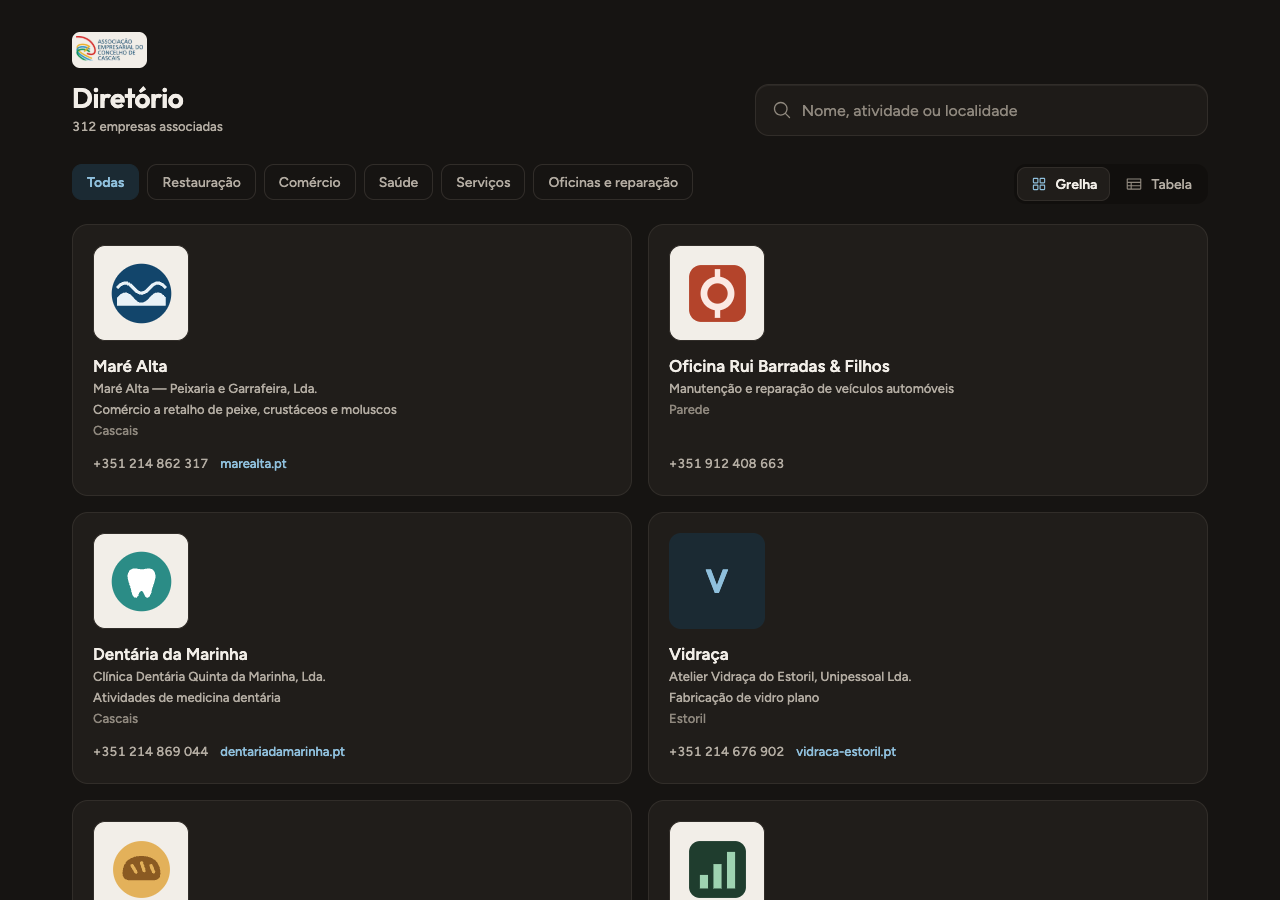 ASSOCIAÇÃO
EMPRESARIAL DO
CONCELHO DE
CASCAIS
Diretório
312 empresas associadas
Nome, atividade ou localidade
Todas
Restauração
Comércio
Saúde
Serviços
Oficinas e reparação
Grelha
Tabela
Maré Alta
Maré Alta — Peixaria e Garrafeira, Lda.
Comércio a retalho de peixe, crustáceos e moluscos
Cascais
+351 214 862 317 marealta.pt
Oficina Rui Barradas & Filhos
Manutenção e reparação de veículos automóveis
Parede
+351 912 408 663
Dentária da Marinha
Clínica Dentária Quinta da Marinha, Lda.
Atividades de medicina dentária
Cascais
+351 214 869 044 dentariadamarinha.pt
V
Vidraça
Atelier Vidraça do Estoril, Unipessoal Lda.
Fabricação de vidro plano
Estoril
+351 214 676 902 vidraca-estoril.pt